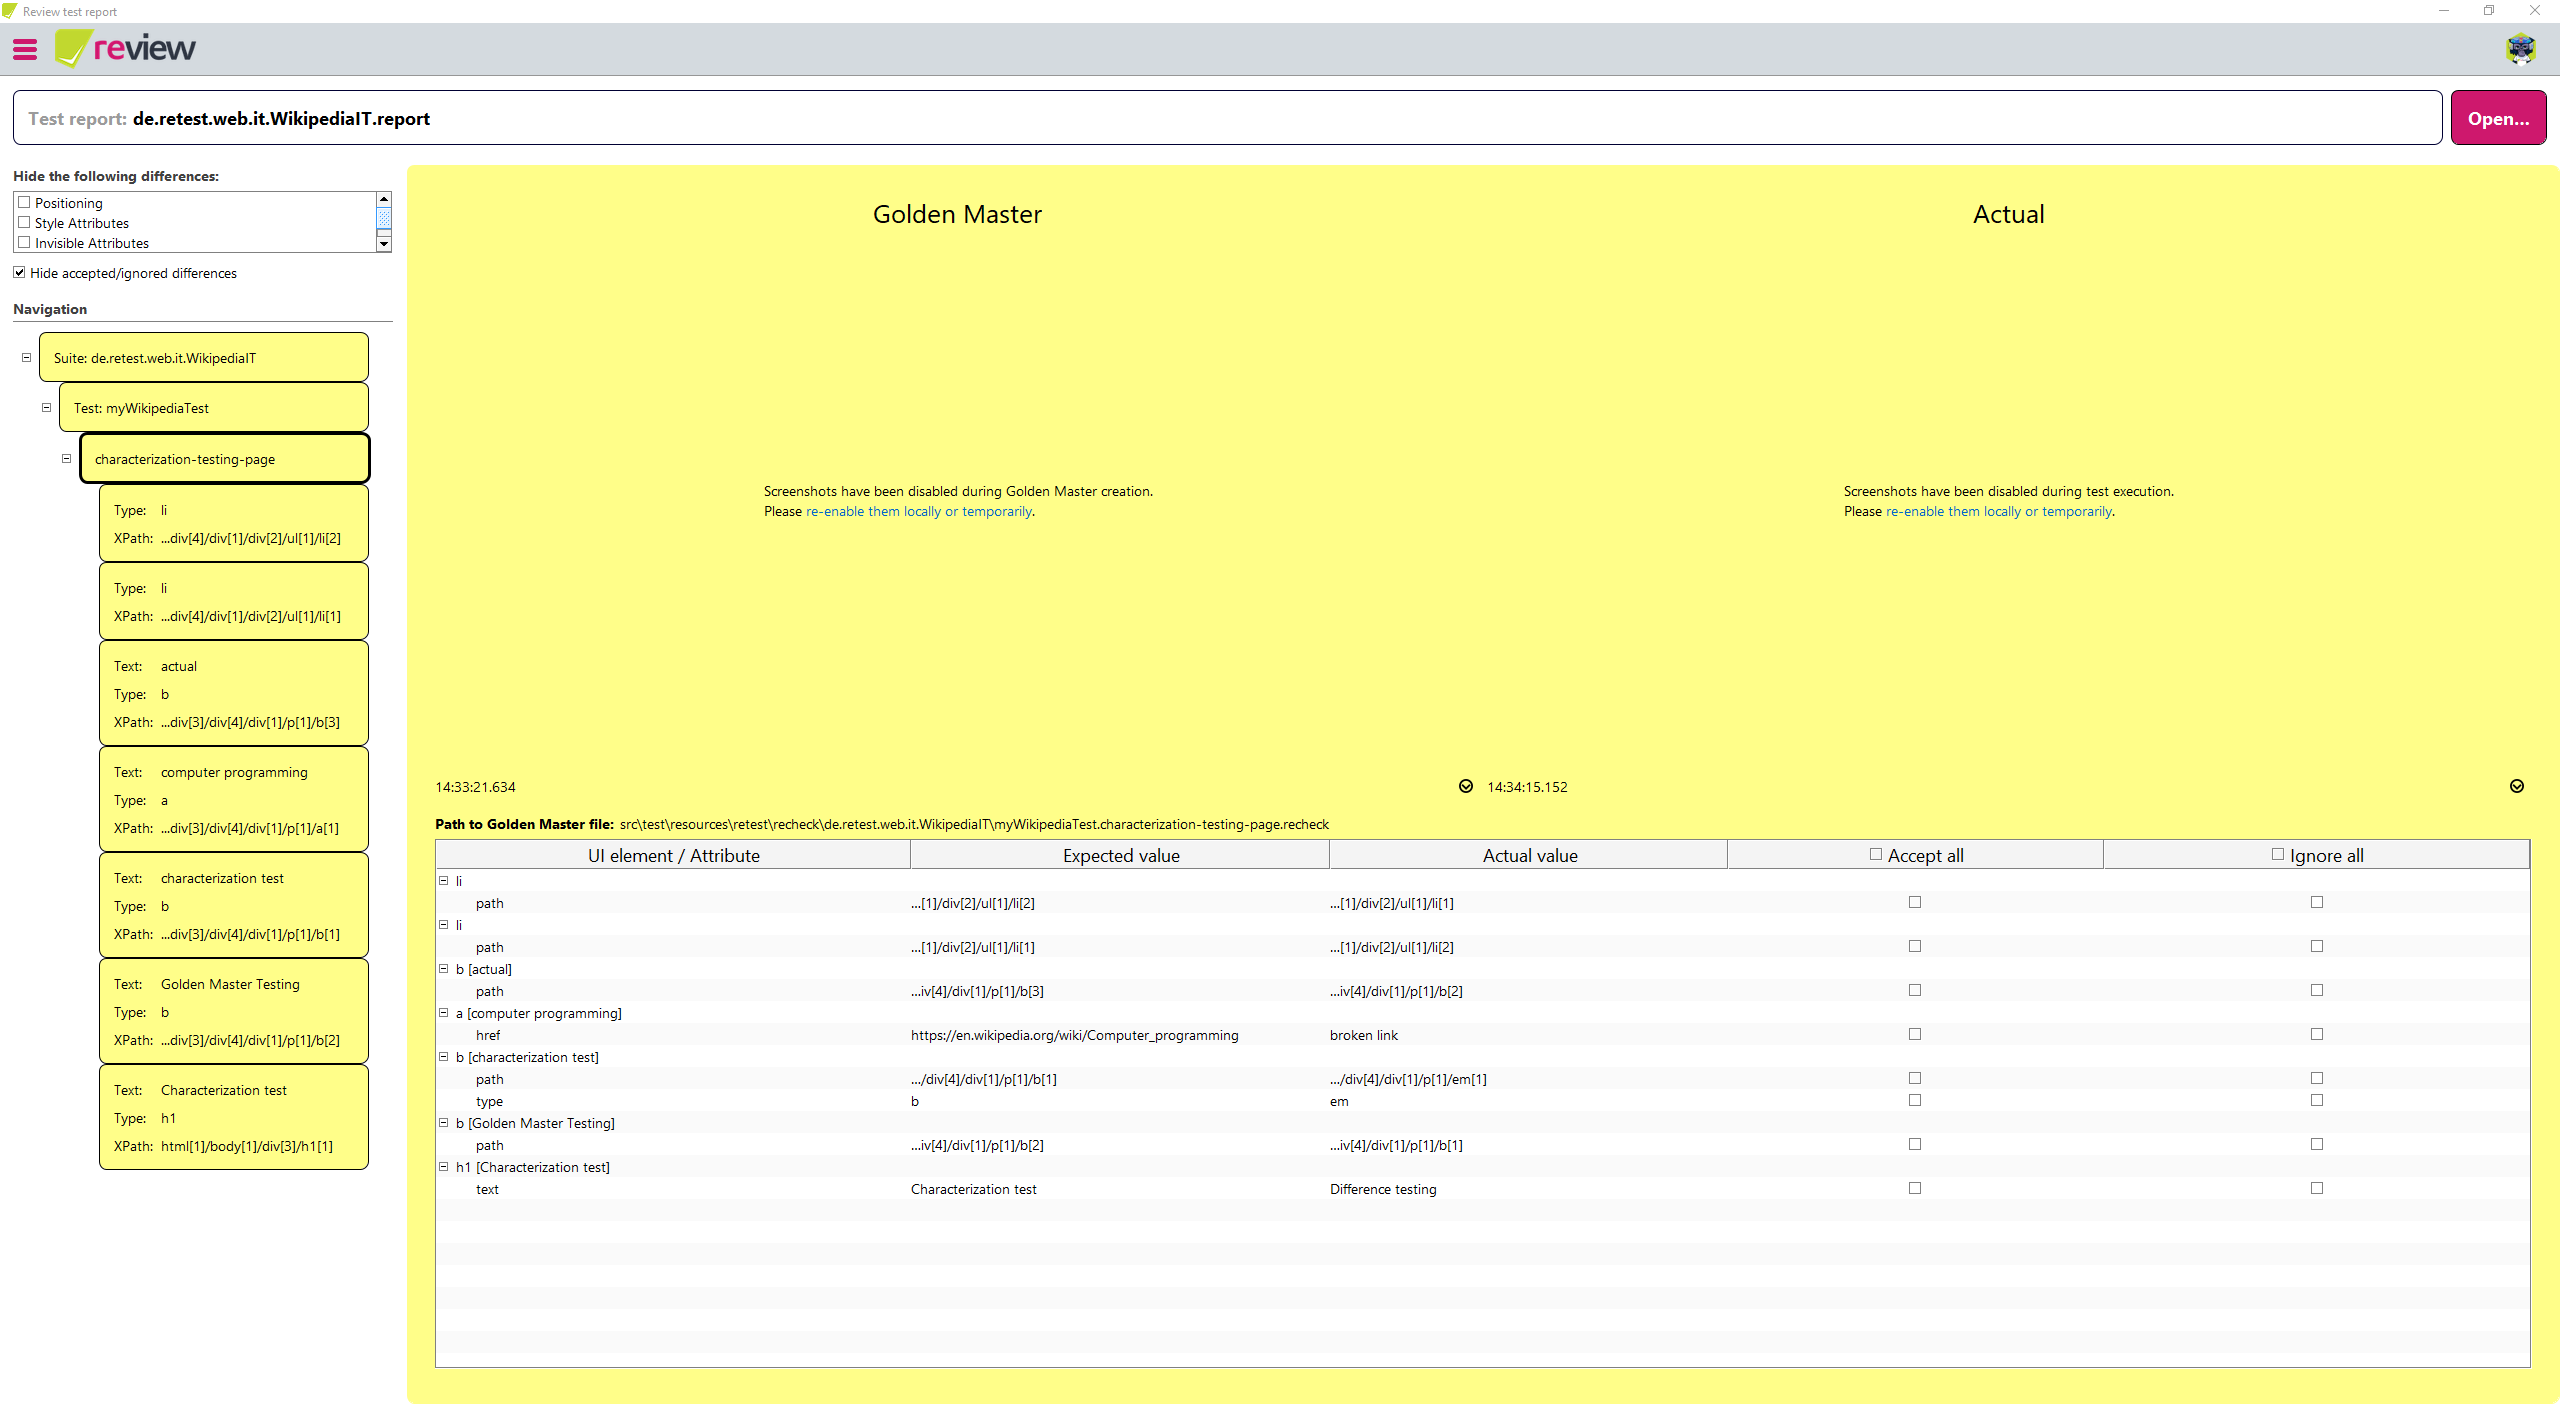 Review test report
review
Test report: de.retest.web.it.WikipediaIT.report
Open...
Hide the following differences:
Positioning
Style Attributes
Invisible Attributes
Hide accepted/ignored differences
Navigation
Suite: de.retest.web.it.WikipediaIT
Test: myWikipediaTest
characterization-testing-page
Type: li
XPath: ...div[4]/div[1]/div[2]/ul[1]/li[2]
Type: li
XPath: ...div[4]/div[1]/div[2]/ul[1]/li[1]
Text: actual
Type: b
XPath: ...div[3]/div[4]/div[1]/p[1]/b[3]
Text: computer programming
Type: a
XPath: ...div[3]/div[4]/div[1]/p[1]/a[1]
Text: characterization test
Type: b
XPath: ...div[3]/div[4]/div[1]/p[1]/b[1]
Text: Golden Master Testing
Type: b
XPath: ...div[3]/div[4]/div[1]/p[1]/b[2]
Text: Characterization test
Type: h1
XPath: html[1]/body[1]/div[3]/h1[1]
Golden Master
Actual
Screenshots have been disabled during Golden Master creation.
Please re-enable them locally or temporarily.
Screenshots have been disabled during test execution.
Please re-enable them locally or temporarily.
14:33:21.634
14:34:15.152
Path to Golden Master file: src\test\resources\retest\recheck\de.retest.web.it.WikipediaIT\myWikipediaTest.characterization-testing-page.recheck
UI element / Attribute Expected value Actual value Accept all Ignore all
li
path ...[1]/div[2]/ul[1]/li[2] ...[1]/div[2]/ul[1]/li[1]
li
path ...[1]/div[2]/ul[1]/li[1] ...[1]/div[2]/ul[1]/li[2]
b [actual]
path ...iv[4]/div[1]/p[1]/b[3] ...iv[4]/div[1]/p[1]/b[2]
a [computer programming]
href https://en.wikipedia.org/wiki/Computer_programming broken link
b [characterization test]
path .../div[4]/div[1]/p[1]/b[1] .../div[4]/div[1]/p[1]/em[1]
type b em
b [Golden Master Testing]
path ...iv[4]/div[1]/p[1]/b[2] ...iv[4]/div[1]/p[1]/b[1]
h1 [Characterization test]
text Characterization test Difference testing